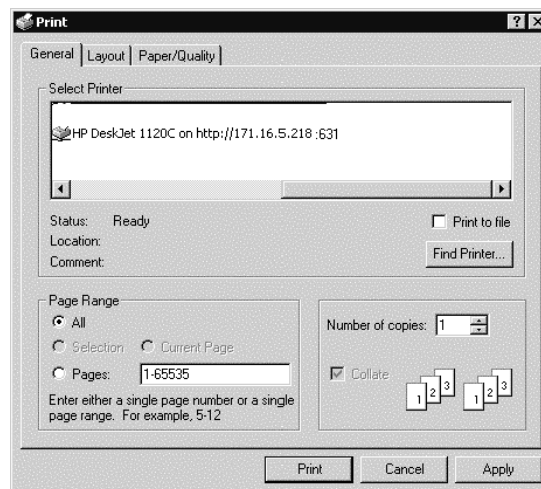 Print
General Layout Paper/Quality
Select Printer
HP DeskJet 1120C on http://171.16.5.218 :631
Status: Ready
Print to file
Location:
Find Printer...
Comment:
Page Range
All
Number of copies: 1
Selection Current Page
Pages: 1-65535
Collate
Enter either a single page number or a single
page range. For example, 5-12
1 2 3 1 2 3
Print Cancel Apply